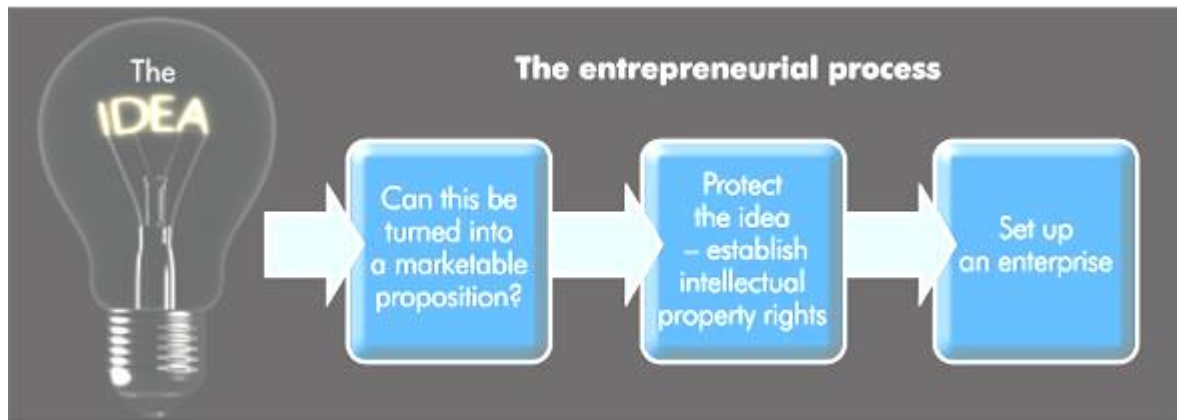 The
IDEA
The entrepreneurial process
Can this be
turned into
a marketable
proposition?
Protect
the idea
– establish
intellectual
property rights
Set up
an enterprise